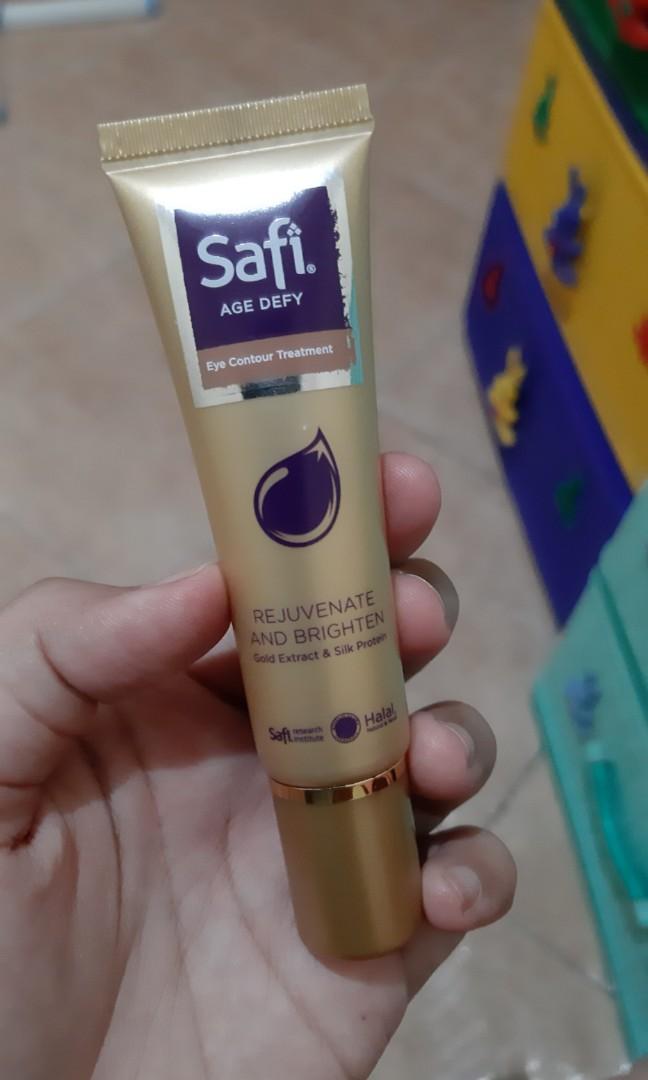 Safi®
AGE DEFY
Eye Contour Treatment
REJUVENATE
AND BRIGHTEN
Gold Extract & Silk Protein
Safi research
institute
Halal